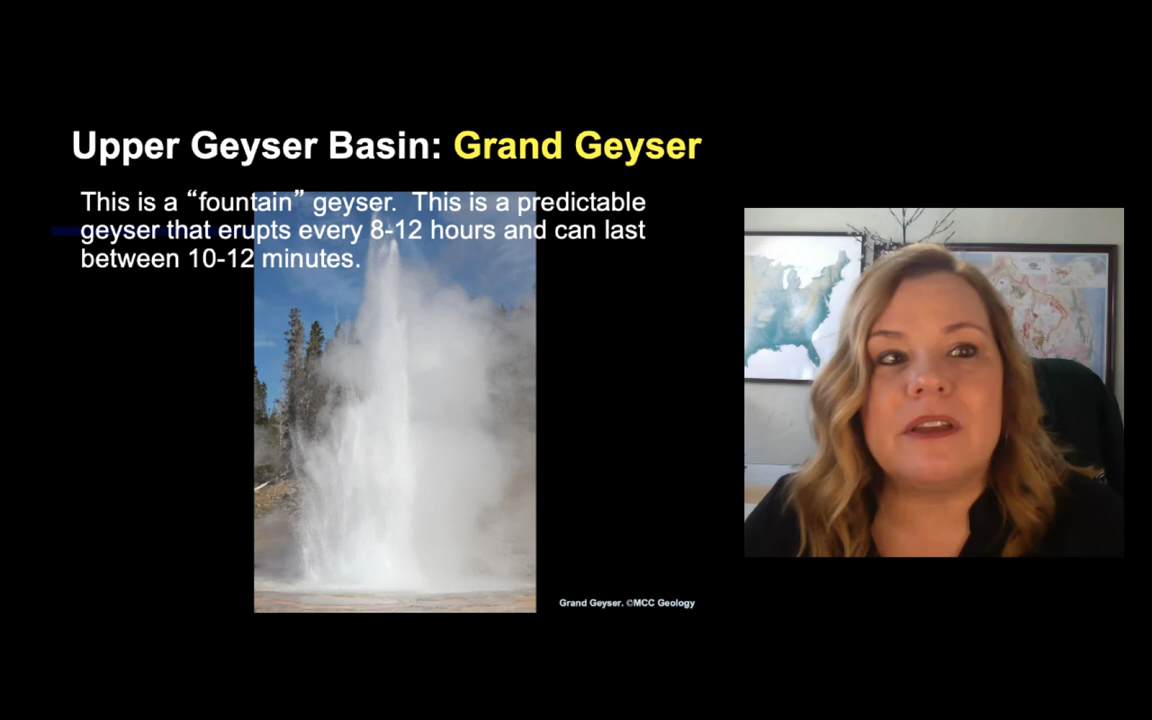 Upper Geyser Basin: Grand Geyser
This is a “fountain” geyser.  This is a predictable
geyser that erupts every 8-12 hours and can last
between 10-12 minutes.
Grand Geyser. ©MCC Geology